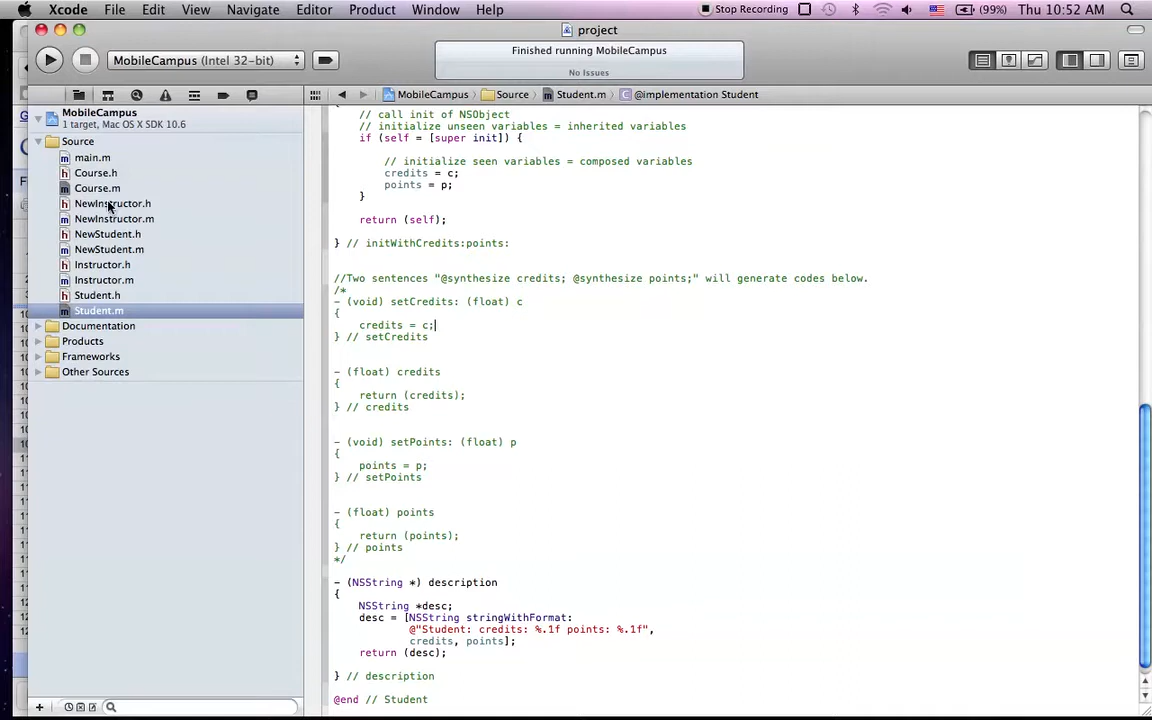 Xcode File Edit View Navigate Editor Product Window Help Stop Recording (99%) Thu 10:52 AM
project
MobileCampus (Intel 32-bit)
Finished running MobileCampus
No Issues
MobileCampus Source Student.m @implementation Student
MobileCampus
1 target, Mac OS X SDK 10.6
Source
main.m
Course.h
Course.m
NewInstructor.h
NewInstructor.m
NewStudent.h
NewStudent.m
Instructor.h
Instructor.m
Student.h
Student.m
Documentation
Products
Frameworks
Other Sources
{
// call init of NSObject
// initialize unseen variables = inherited variables
if (self = [super init]) {
// initialize seen variables = composed variables
credits = c;
points = p;
}
return (self);
} // initWithCredits:points:
//Two sentences "@synthesize credits; @synthesize points;" will generate codes below.
/*
- (void) setCredits: (float) c
{
credits = c;
} // setCredits
- (float) credits
{
return (credits);
} // credits
- (void) setPoints: (float) p
{
points = p;
} // setPoints
- (float) points
{
return (points);
} // points
*/
- (NSString *) description
{
NSString *desc;
desc = [NSString stringWithFormat:
@"Student: credits: %.1f points: %.1f",
credits, points];
return (desc);
} // description
@end // Student